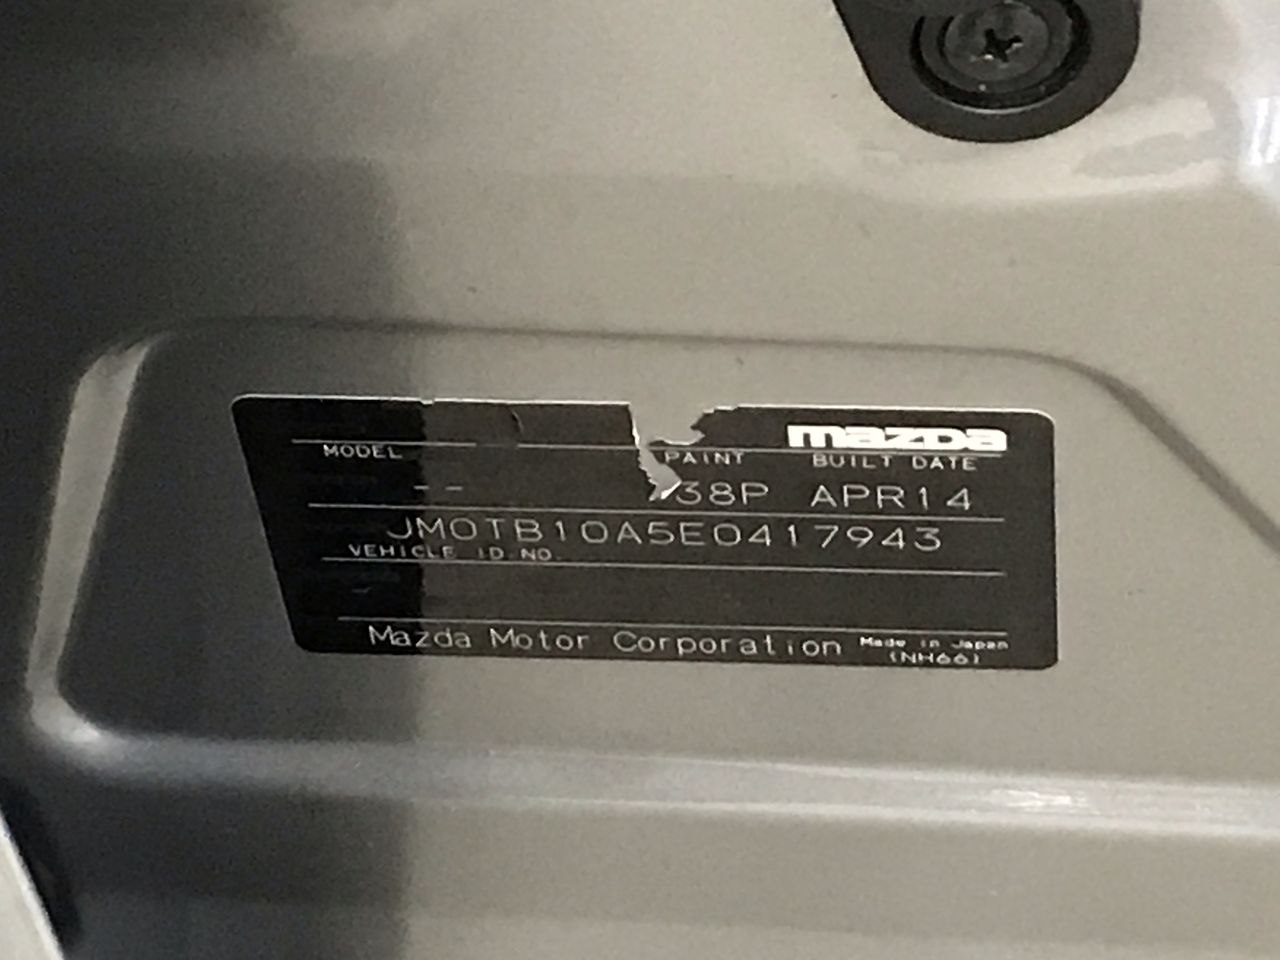 mazda
MODEL PAINT BUILT DATE
-- 38P APR14
JM0TB10A5E0417943
VEHICLE ID.NO.
Mazda Motor Corporation Made in Japan
(NH66)